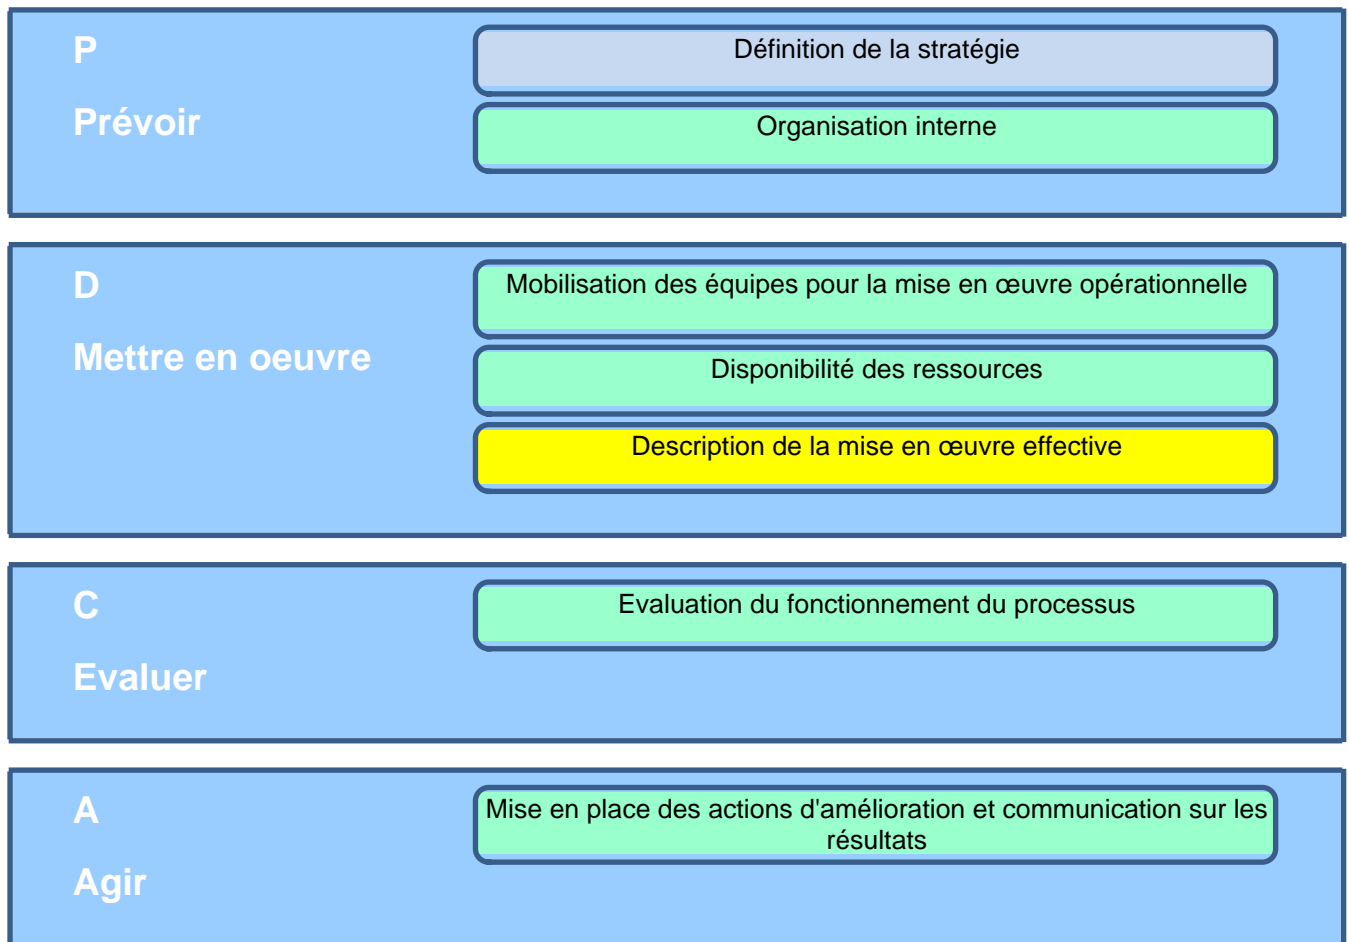 P
Prévoir
Définition de la stratégie
Organisation interne
D
Mettre en oeuvre
Mobilisation des équipes pour la mise en œuvre opérationnelle
Disponibilité des ressources
Description de la mise en œuvre effective
C
Evaluer
Evaluation du fonctionnement du processus
A
Agir
Mise en place des actions d'amélioration et communication sur les
résultats